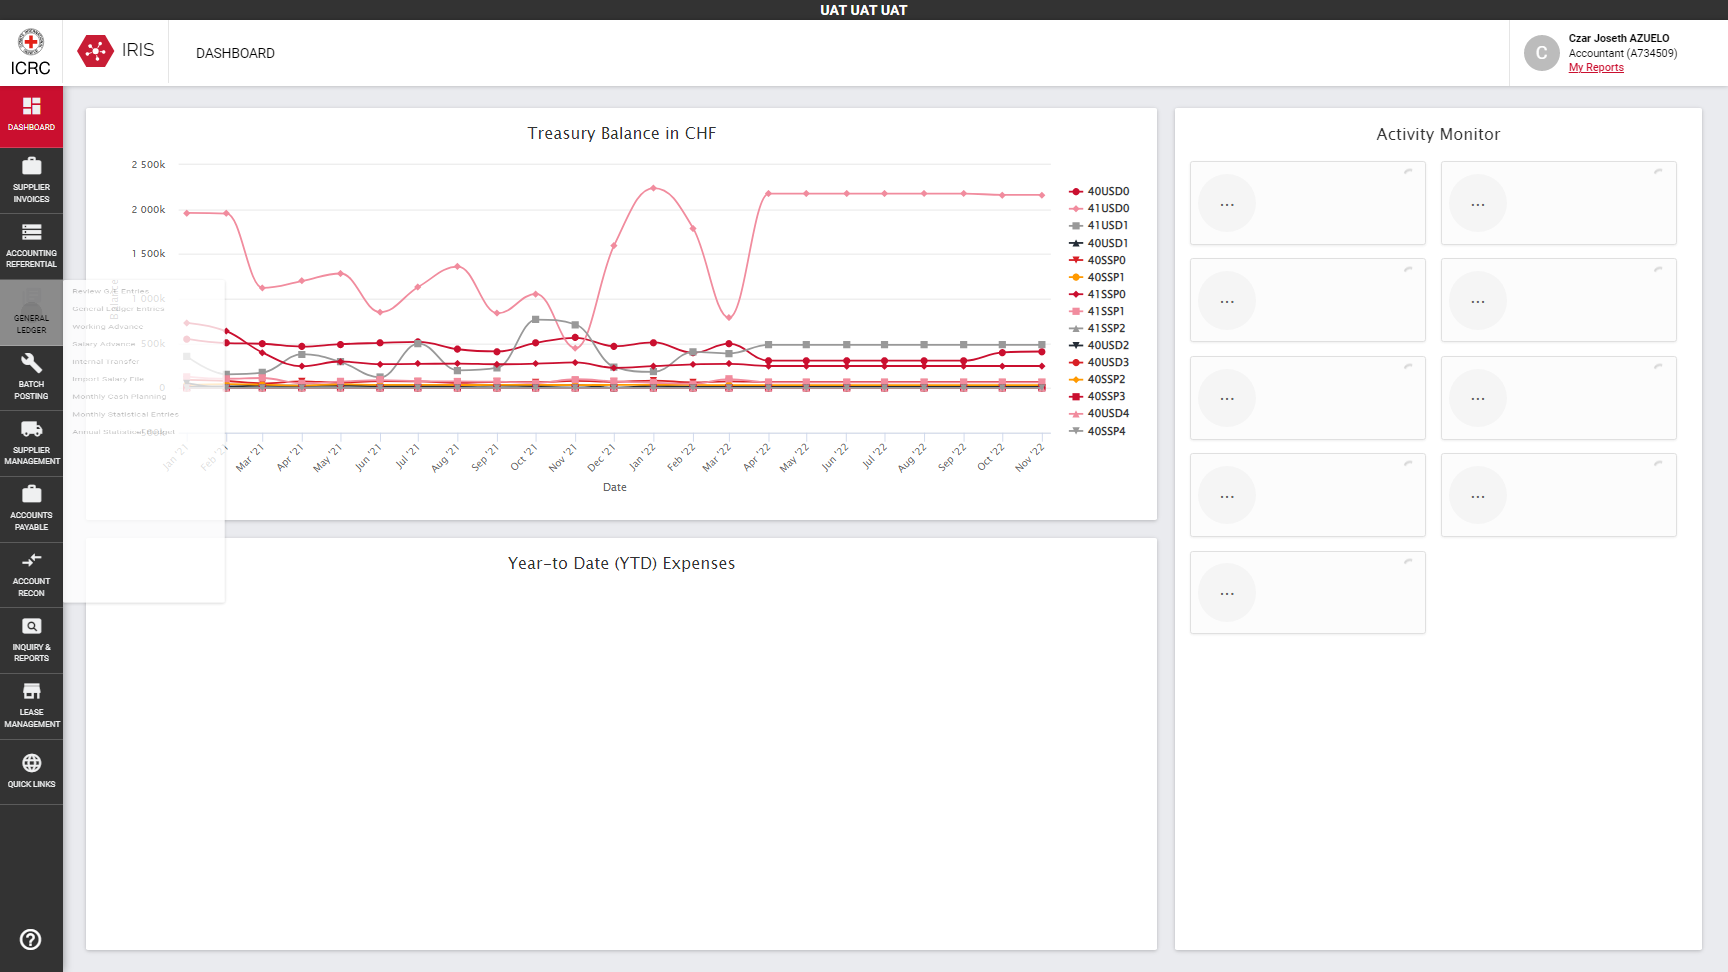 UAT UAT UAT
ICRC
IRIS
DASHBOARD
Czar Joseth AZUELO
Accountant (A734509)
My Reports
DASHBOARD
SUPPLIER
INVOICES
ACCOUNTING
REFERENTIAL
GENERAL
LEDGER
BATCH
POSTING
SUPPLIER
MANAGEMENT
ACCOUNTS
PAYABLE
ACCOUNT
RECON
INQUIRY &
REPORTS
LEASE
MANAGEMENT
QUICK LINKS
Review G/L Entries
General Ledger Entries
Working Advance
Salary Advance
Internal Transfer
Import Salary File
Monthly Cash Planning
Monthly Statistical Entries
Annual Statistical Budget
Treasury Balance in CHF
2 500k
2 000k
1 500k
1 000k
500k
0
-500k
Balance
Jan '21
Feb '21
Mar '21
Apr '21
May '21
Jun '21
Jul '21
Aug '21
Sep '21
Oct '21
Nov '21
Dec '21
Jan '22
Feb '22
Mar '22
Apr '22
May '22
Jun '22
Jul '22
Aug '22
Sep '22
Oct '22
Nov '22
Date
40USD0
41USD0
41USD1
40USD1
40SSP0
40SSP1
41SSP0
41SSP1
41SSP2
40USD2
40USD3
40SSP2
40SSP3
40USD4
40SSP4
Year-to Date (YTD) Expenses
Activity Monitor
C
...
...
...
...
...
...
...
...
...